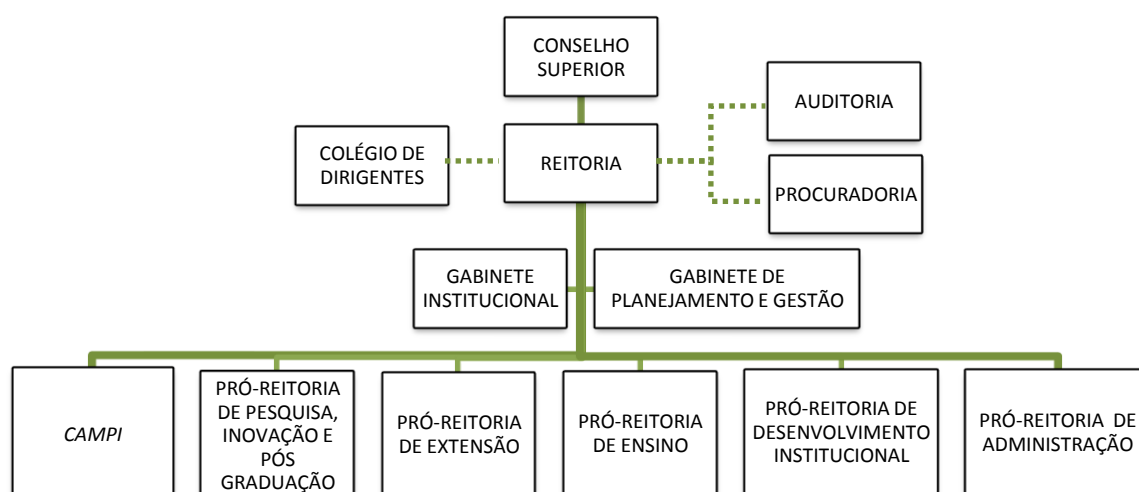 CONSELHO
SUPERIOR
AUDITORIA
COLÉGIO DE
DIRIGENTES
REITORIA
PROCURADORIA
GABINETE
INSTITUCIONAL
GABINETE DE
PLANEJAMENTO E GESTÃO
CAMPI
PRÓ-REITORIA
DE PESQUISA,
INOVAÇÃO E
PÓS
GRADUAÇÃO
PRÓ-REITORIA
DE EXTENSÃO
PRÓ-REITORIA
DE ENSINO
PRÓ-REITORIA DE
DESENVOLVIMENTO
INSTITUCIONAL
PRÓ-REITORIA DE
ADMINISTRAÇÃO